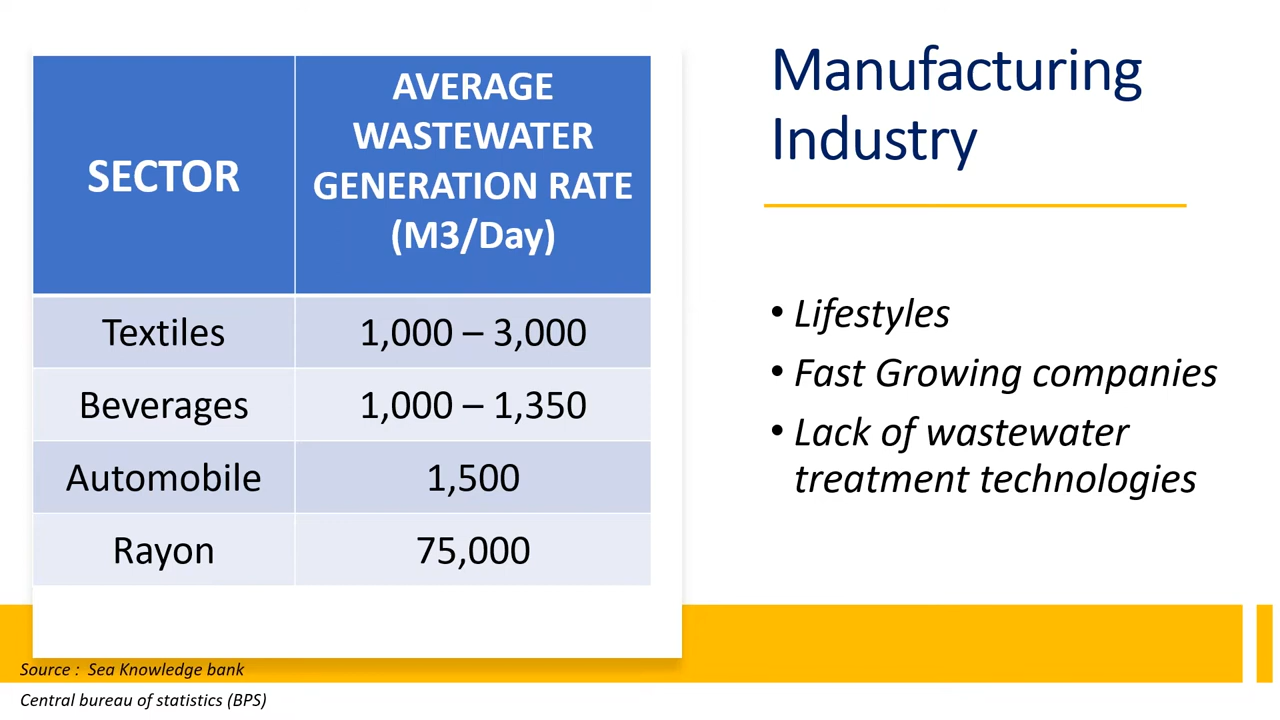 Manufacturing
Industry
SECTOR
AVERAGE
WASTEWATER
GENERATION RATE
(M3/Day)
Textiles 1,000 – 3,000
Beverages 1,000 – 1,350
Automobile 1,500
Rayon 75,000
• Lifestyles
• Fast Growing companies
• Lack of wastewater
treatment technologies
Source : Sea Knowledge bank
Central bureau of statistics (BPS)